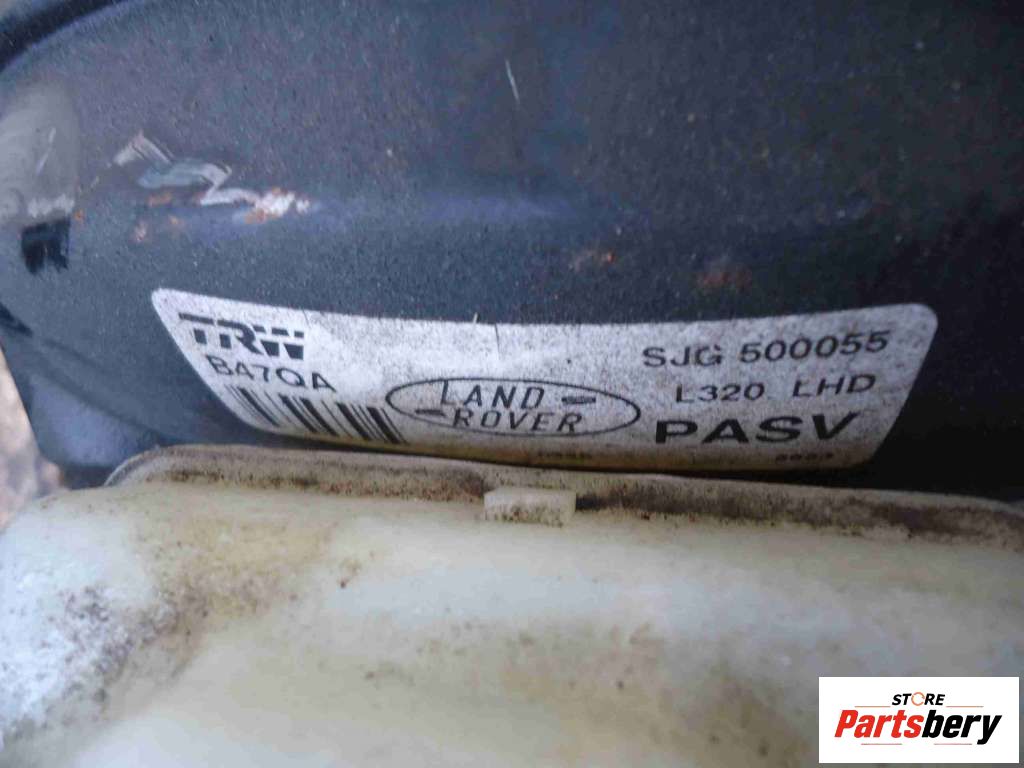 TRW
B47QA
LAND
ROVER
SJG 500055
L320 LHD
PASV
STORE
Partsbery